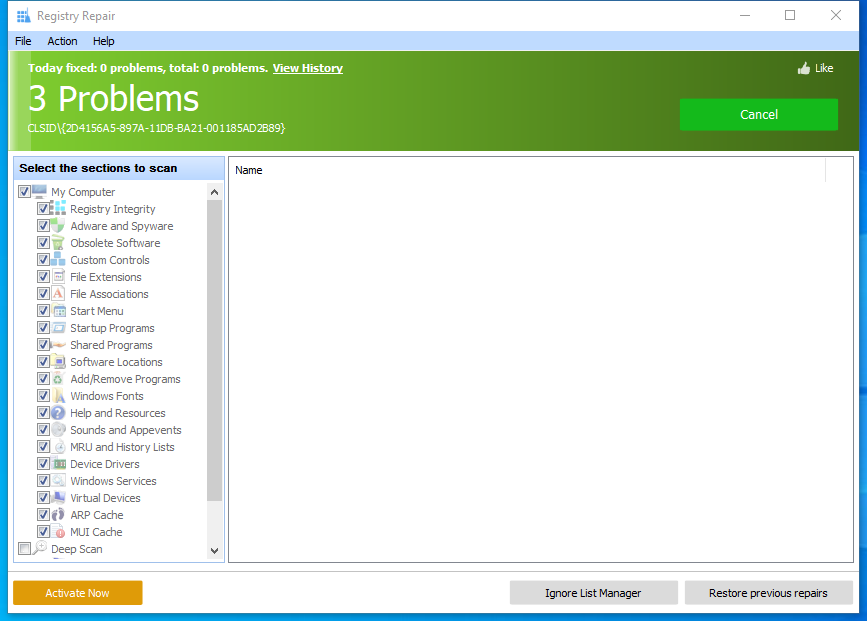 Registry Repair
File Action Help
Today fixed: 0 problems, total: 0 problems. View History
Like
3 Problems
Cancel
CLSID\{2D4156A5-897A-11DB-BA21-001185AD2B89}
Select the sections to scan
Name
My Computer
Registry Integrity
Adware and Spyware
Obsolete Software
Custom Controls
File Extensions
File Associations
Start Menu
Startup Programs
Shared Programs
Software Locations
Add/Remove Programs
Windows Fonts
Help and Resources
Sounds and Appevents
MRU and History Lists
Device Drivers
Windows Services
Virtual Devices
ARP Cache
MUI Cache
Deep Scan
Activate Now
Ignore List Manager
Restore previous repairs